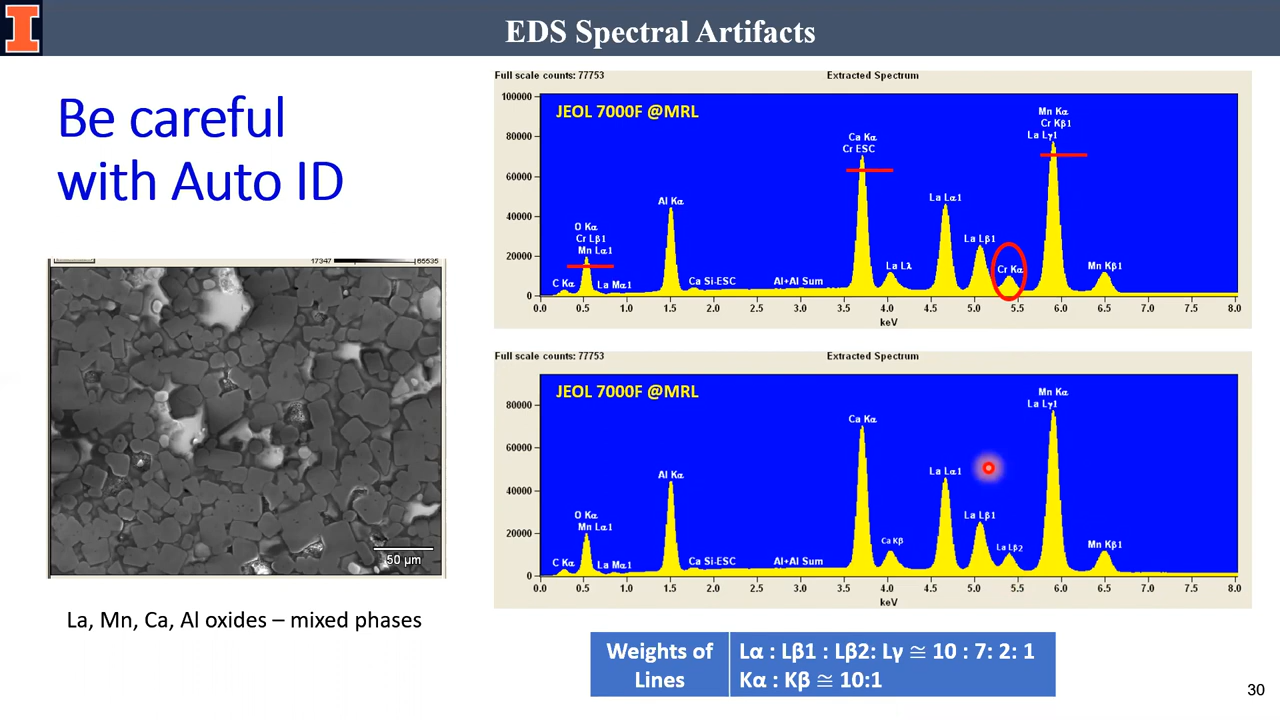 I
EDS Spectral Artifacts
Be careful
with Auto ID
17347
65535
50 µm
La, Mn, Ca, Al oxides – mixed phases
Full scale counts: 77753
Extracted Spectrum
JEOL 7000F @MRL
100000
80000
60000
40000
20000
0
C Kα
O Kα
Cr Lβ1
Mn Lα1
La Mα1
Al Kα
Ca Si-ESC
Al+Al Sum
Ca Kα
Cr ESC
La Lλ
La Lα1
La Lβ1
Cr Kα
Mn Kα
Cr Kβ1
La Lγ1
Mn Kβ1
0.0 0.5 1.0 1.5 2.0 2.5 3.0 3.5 4.0 4.5 5.0 5.5 6.0 6.5 7.0 7.5 8.0
keV
Full scale counts: 77753
Extracted Spectrum
JEOL 7000F @MRL
80000
60000
40000
20000
0
C Kα
O Kα
Mn Lα1
La Mα1
Al Kα
Ca Si-ESC
Al+Al Sum
Ca Kα
Ca Kβ
La Lα1
La Lβ1
La Lβ2
Mn Kα
La Lγ1
Mn Kβ1
0.0 0.5 1.0 1.5 2.0 2.5 3.0 3.5 4.0 4.5 5.0 5.5 6.0 6.5 7.0 7.5 8.0
keV
Weights of
Lines
Lα : Lβ1 : Lβ2: Lγ ≅ 10 : 7: 2: 1
Kα : Kβ ≅ 10:1
30